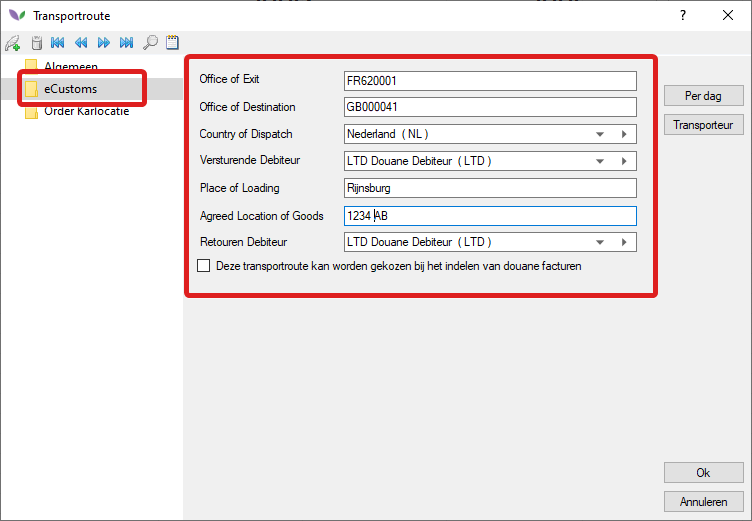 Transportroute
Algemeen
eCustoms
Order Karlocatie
Office of Exit FR620001
Office of Destination GB000041
Country of Dispatch Nederland ( NL )
Versturende Debiteur LTD Douane Debiteur ( LTD )
Place of Loading Rijnsburg
Agreed Location of Goods 1234 AB
Retouren Debiteur LTD Douane Debiteur ( LTD )
Deze transportroute kan worden gekozen bij het indelen van douane facturen
Per dag
Transporteur
Ok
Annuleren